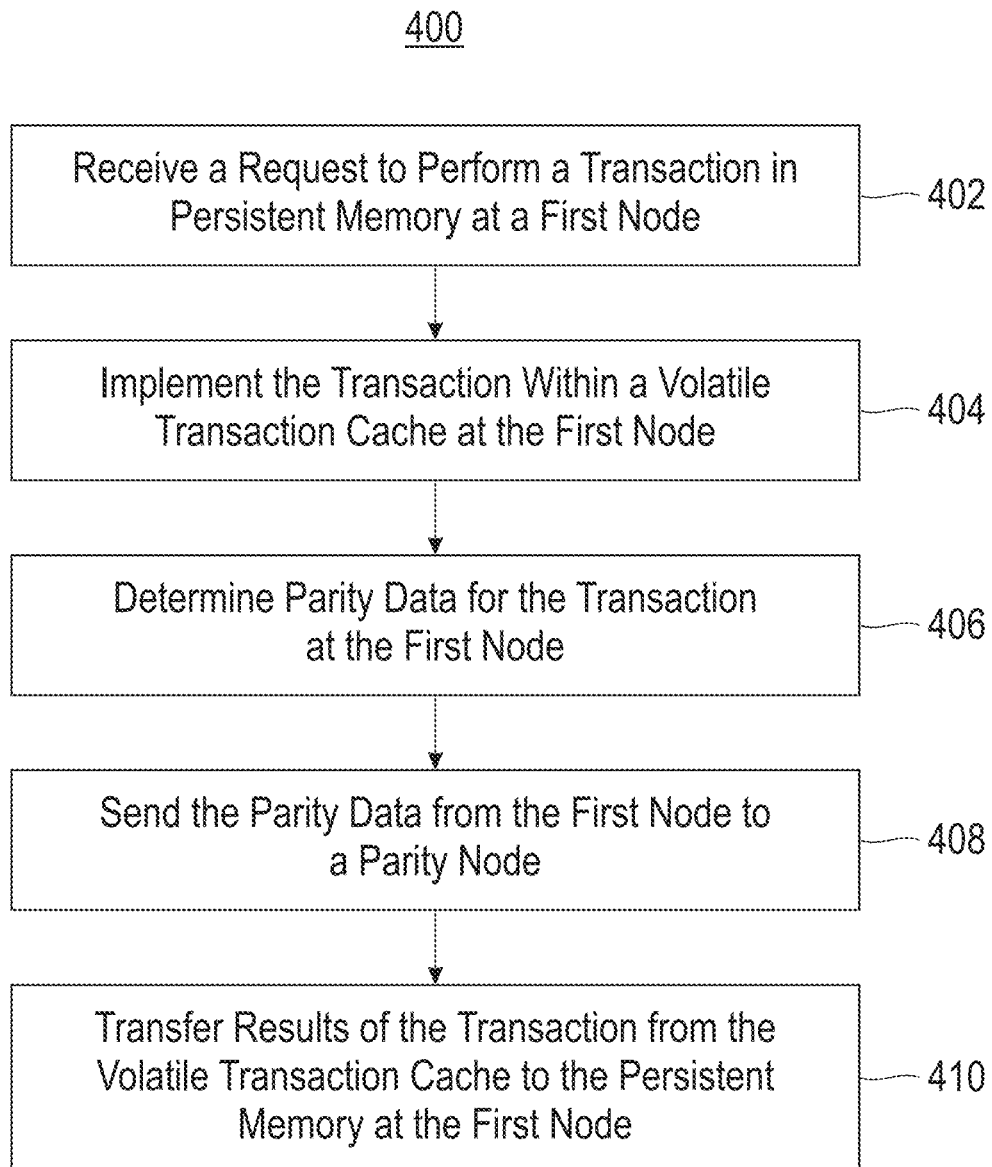 400
Receive a Request to Perform a Transaction in
Persistent Memory at a First Node
402
Implement the Transaction Within a Volatile
Transaction Cache at the First Node
404
Determine Parity Data for the Transaction
at the First Node
406
Send the Parity Data from the First Node to
a Parity Node
408
Transfer Results of the Transaction from the
Volatile Transaction Cache to the Persistent
Memory at the First Node
410